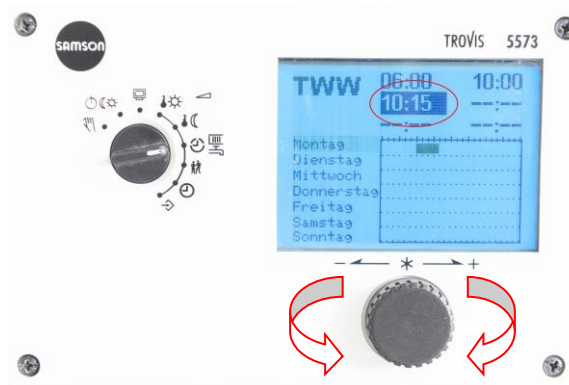 SAMSON
TROVIS 5573
TWW 06:00 10:00
10:15 --:--
--:-- --:--
Montag
Dienstag
Mittwoch
Donnerstag
Freitag
Samstag
Sonntag
- * +